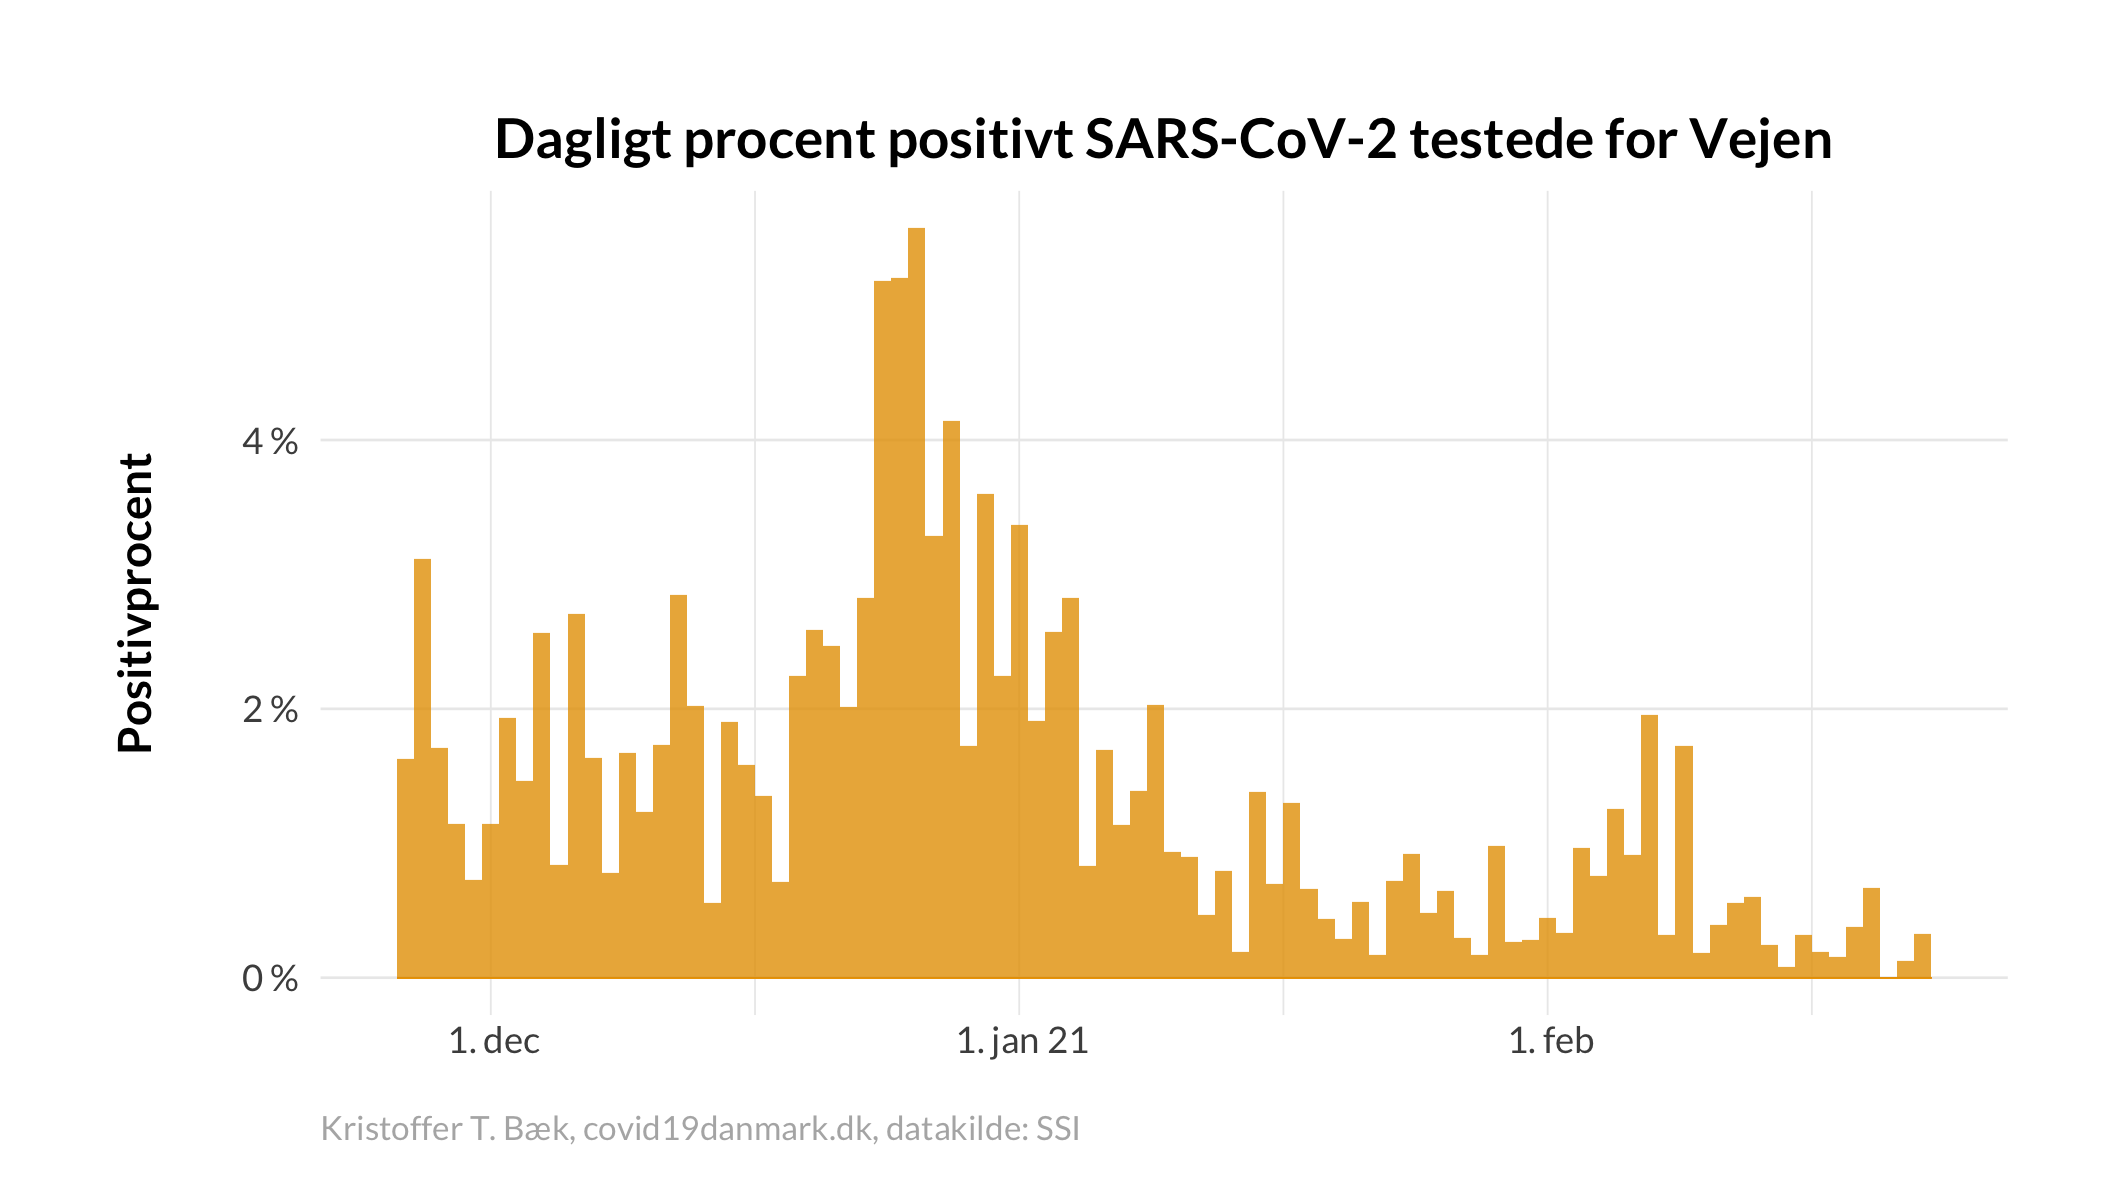 Dagligt procent positivt SARS-CoV-2 testede for Vejen
Positivprocent
4 %
2 %
0 %
1. dec
1. jan 21
1. feb
Kristoffer T. Bæk, covid19danmark.dk, datakilde: SSI